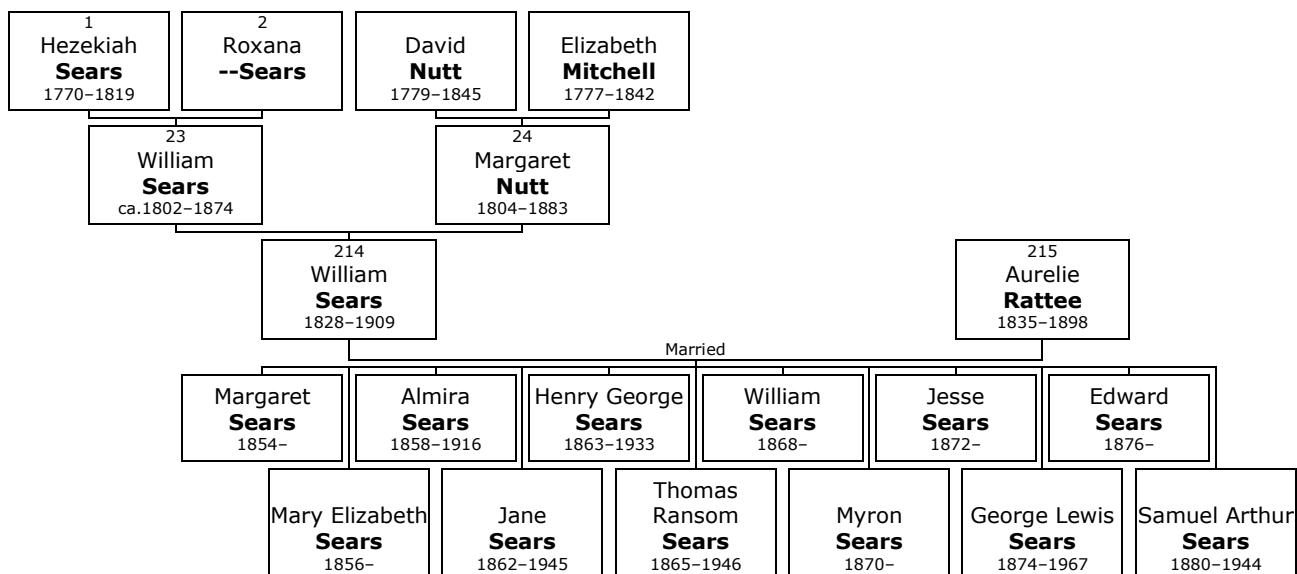 1
Hezekiah
Sears
1770–1819
2
Roxana
--Sears
David
Nutt
1779–1845
Elizabeth
Mitchell
1777–1842
23
William
Sears
ca.1802–1874
24
Margaret
Nutt
1804–1883
214
William
Sears
1828–1909
215
Aurelie
Rattee
1835–1898
Married
Margaret
Sears
1854–
Almira
Sears
1858–1916
Henry George
Sears
1863–1933
William
Sears
1868–
Jesse
Sears
1872–
Edward
Sears
1876–
Mary Elizabeth
Sears
1856–
Jane
Sears
1862–1945
Thomas
Ransom
Sears
1865–1946
Myron
Sears
1870–
George Lewis
Sears
1874–1967
Samuel Arthur
Sears
1880–1944